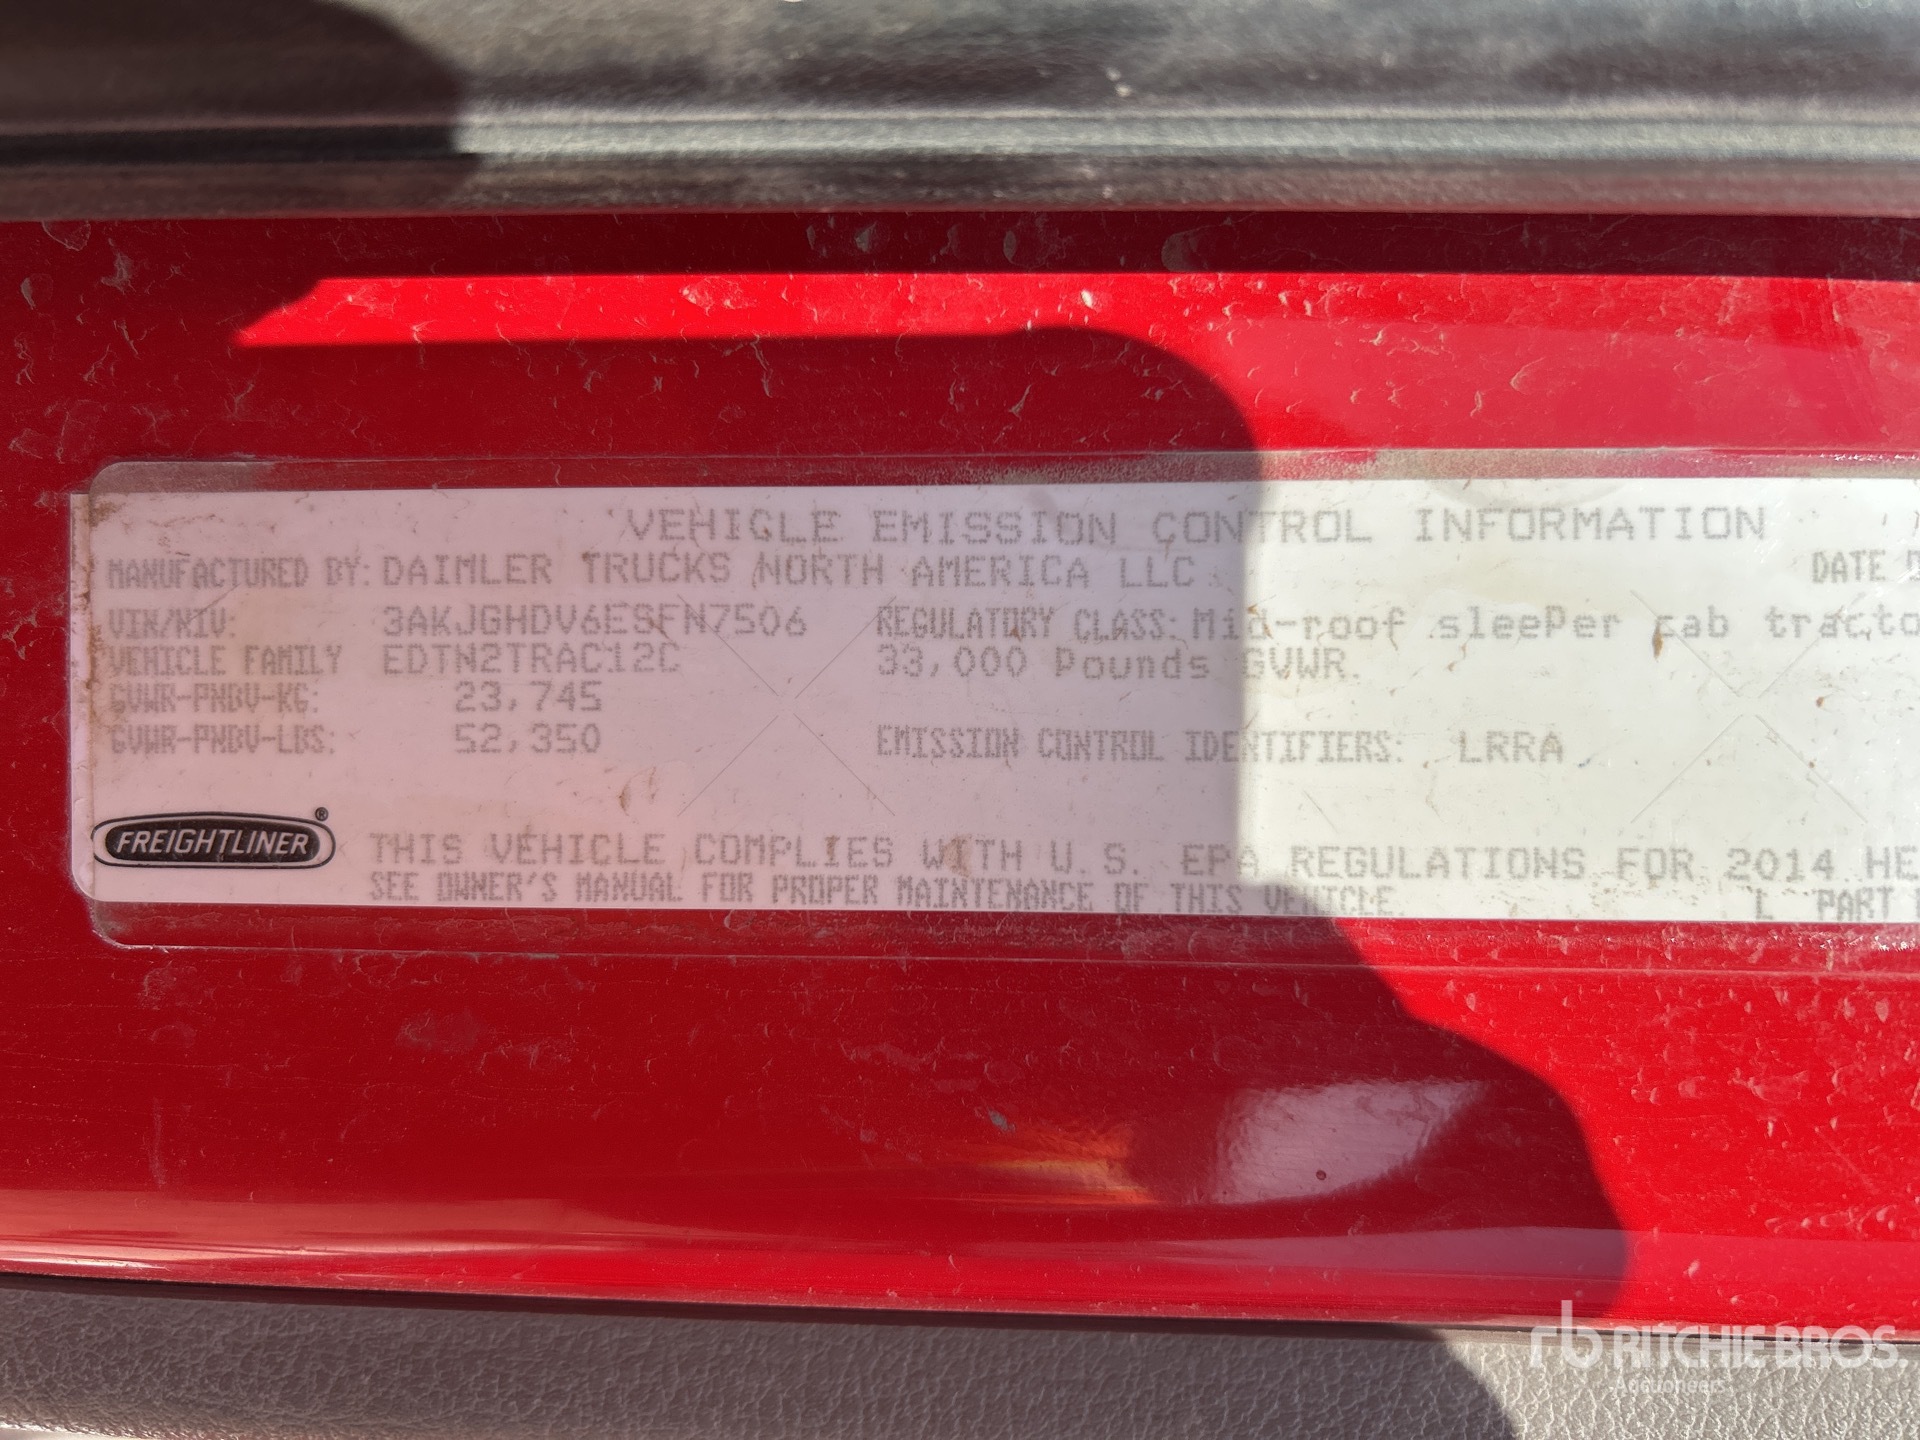 VEHICLE EMISSION CONTROL INFORMATION
MANUFACTURED BY: DAIMLER TRUCKS NORTH AMERICA LLC DATE
VIN/NIV: 3AKJGHDV6ESFN7506 REGULATORY CLASS: Mid-roof sleeper cab tracto
VEHICLE FAMILY EDTN2TRAC12C 33,000 Pounds GVWR.
GVWR-PNBV-KG: 23,745
GVWR-PNBV-LBS: 52,350 EMISSION CONTROL IDENTIFIERS: LRRA
FREIGHTLINER®
THIS VEHICLE COMPLIES WITH U.S. EPA REGULATIONS FOR 2014 HE
SEE OWNER'S MANUAL FOR PROPER MAINTENANCE OF THIS VEHICLE. L PART
rb RITCHIE BROS.
Auctioneers